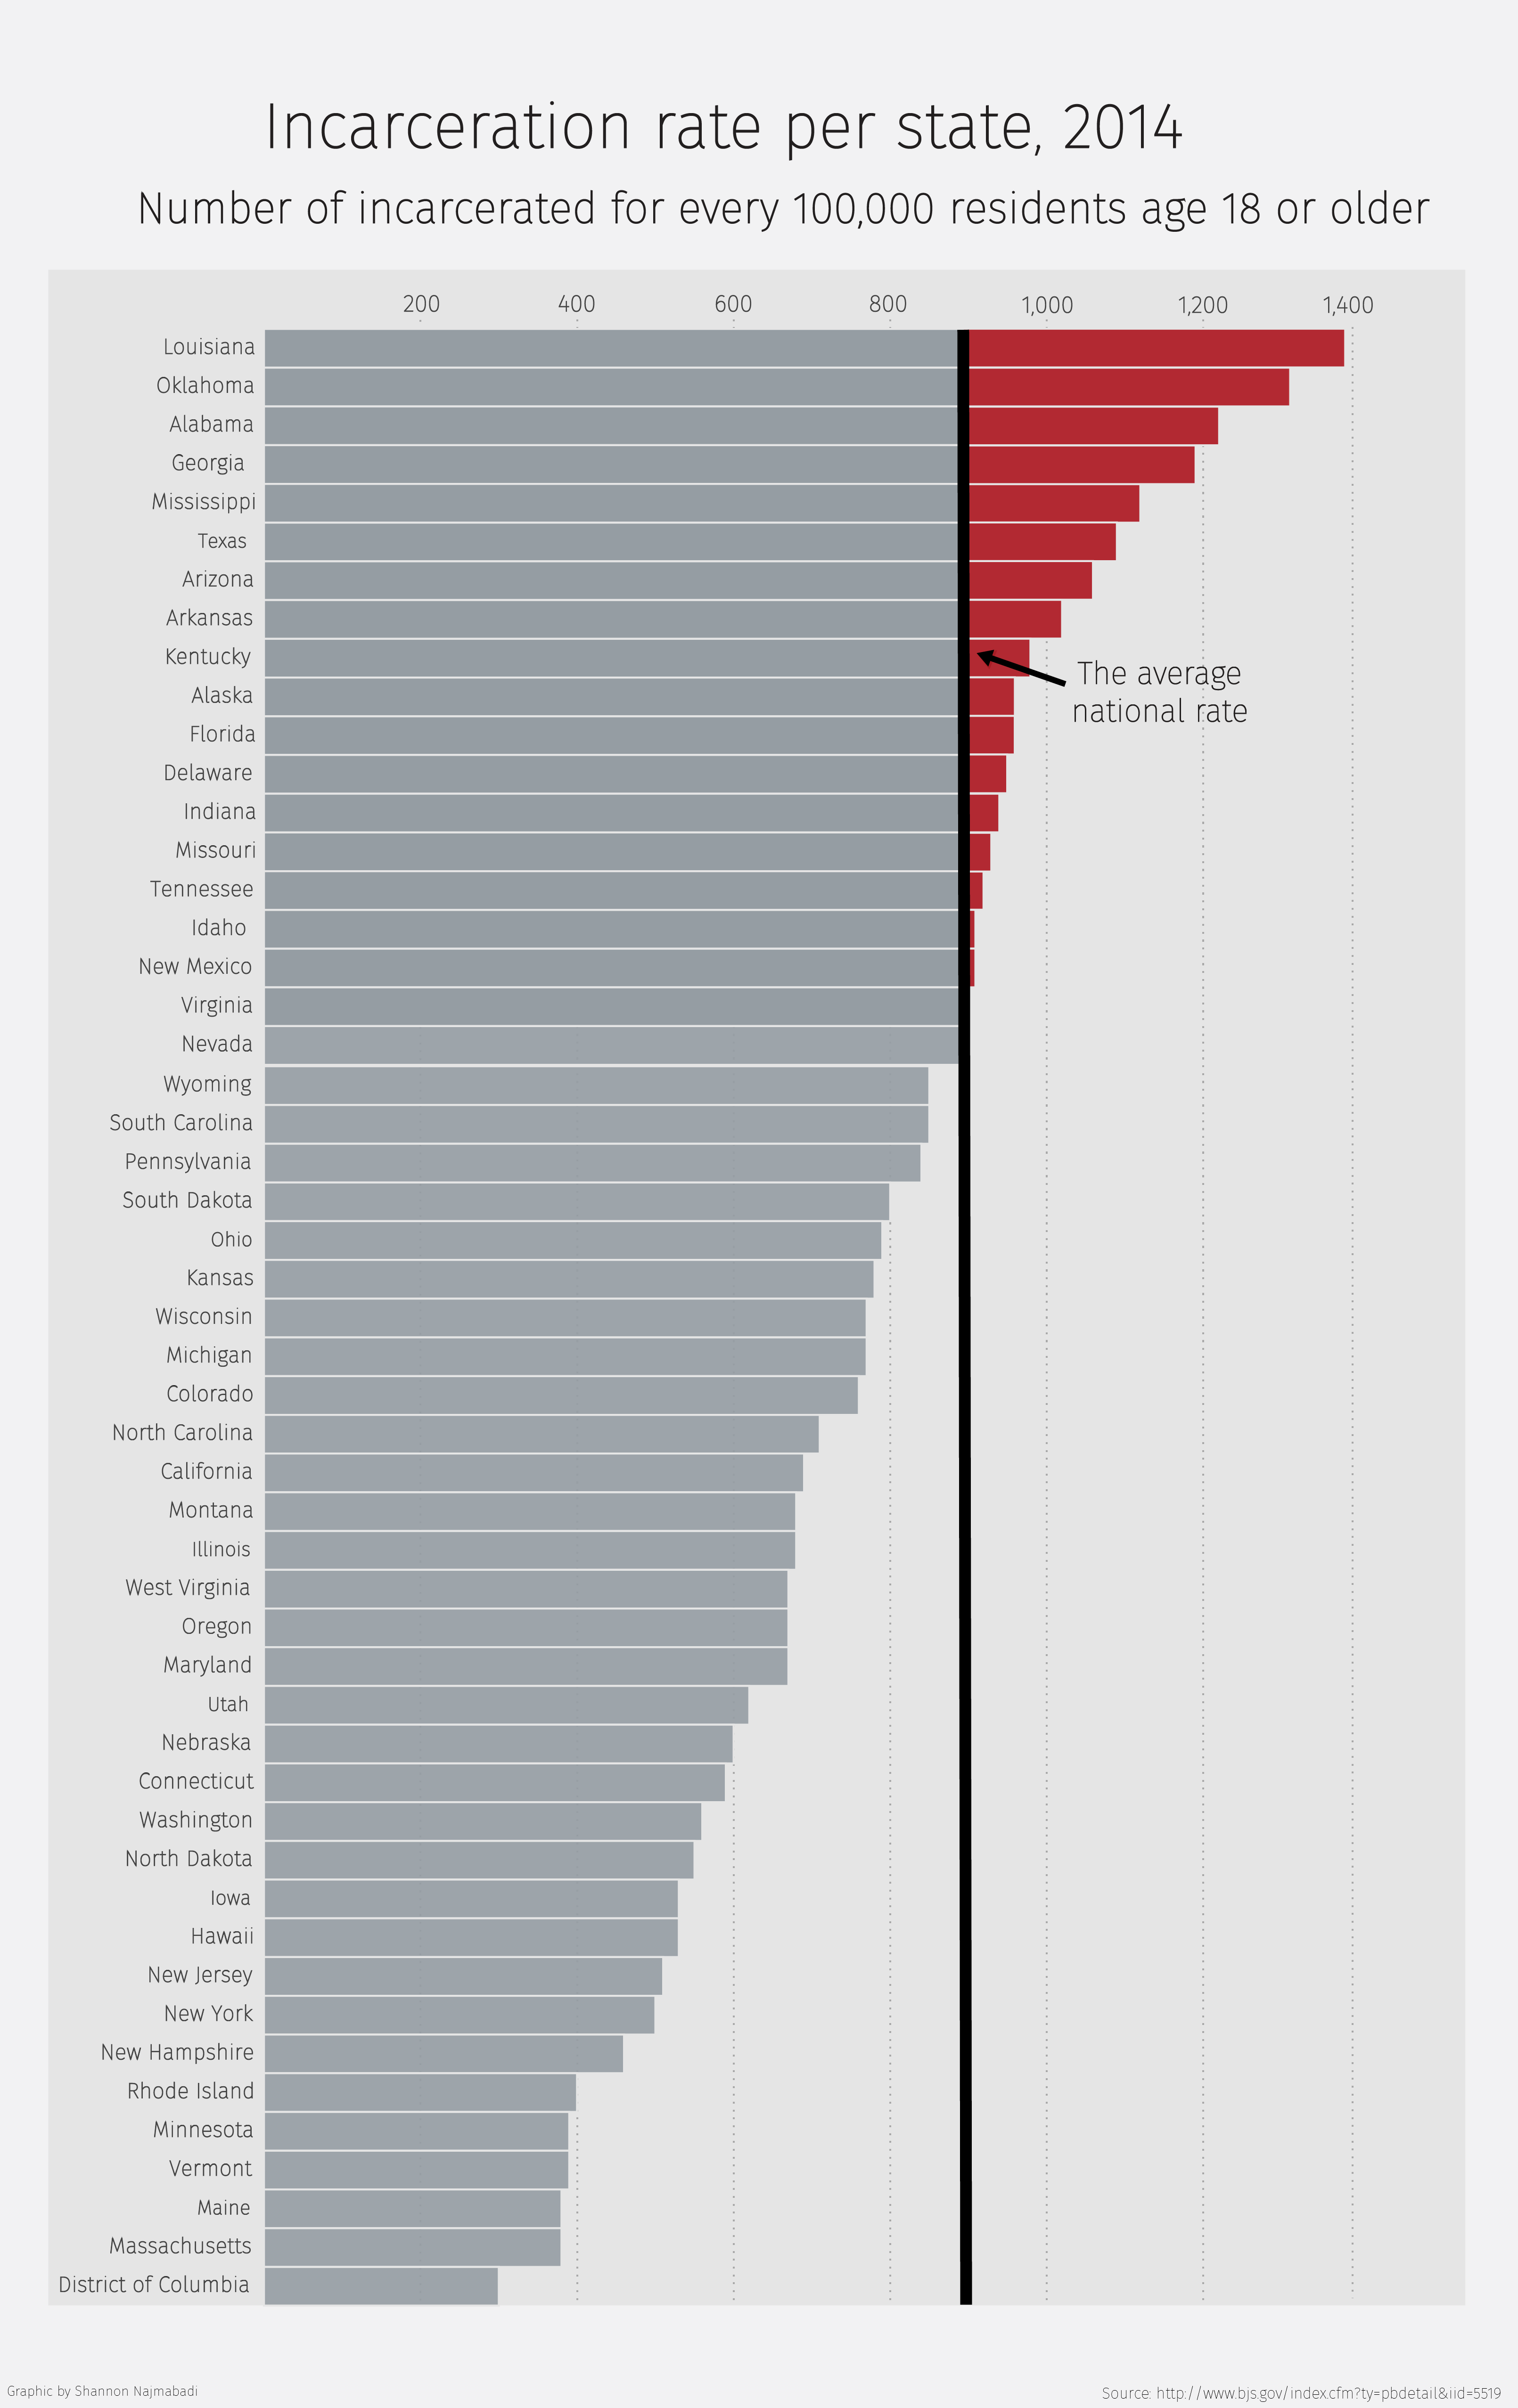 Incarceration rate per state, 2014
Number of incarcerated for every 100,000 residents age 18 or older
200 400 600 800 1,000 1,200 1,400
Louisiana
Oklahoma
Alabama
Georgia
Mississippi
Texas
Arizona
Arkansas
Kentucky
The average
national rate
Alaska
Florida
Delaware
Indiana
Missouri
Tennessee
Idaho
New Mexico
Virginia
Nevada
Wyoming
South Carolina
Pennsylvania
South Dakota
Ohio
Kansas
Wisconsin
Michigan
Colorado
North Carolina
California
Montana
Illinois
West Virginia
Oregon
Maryland
Utah
Nebraska
Connecticut
Washington
North Dakota
Iowa
Hawaii
New Jersey
New York
New Hampshire
Rhode Island
Minnesota
Vermont
Maine
Massachusetts
District of Columbia
Graphic by Shannon Najmabadi
Source: http://www.bjs.gov/index.cfm?ty=pbdetail&iid=5519